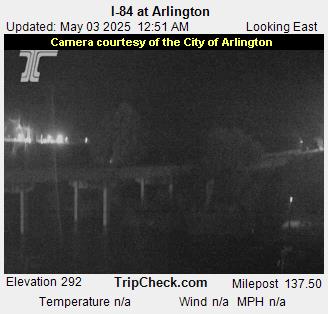 I-84 at Arlington
Updated: May 03 2025 12:51 AM Looking East
Camera courtesy of the City of Arlington
Elevation 292 TripCheck.com Milepost 137.50
Temperature n/a Wind n/a MPH n/a